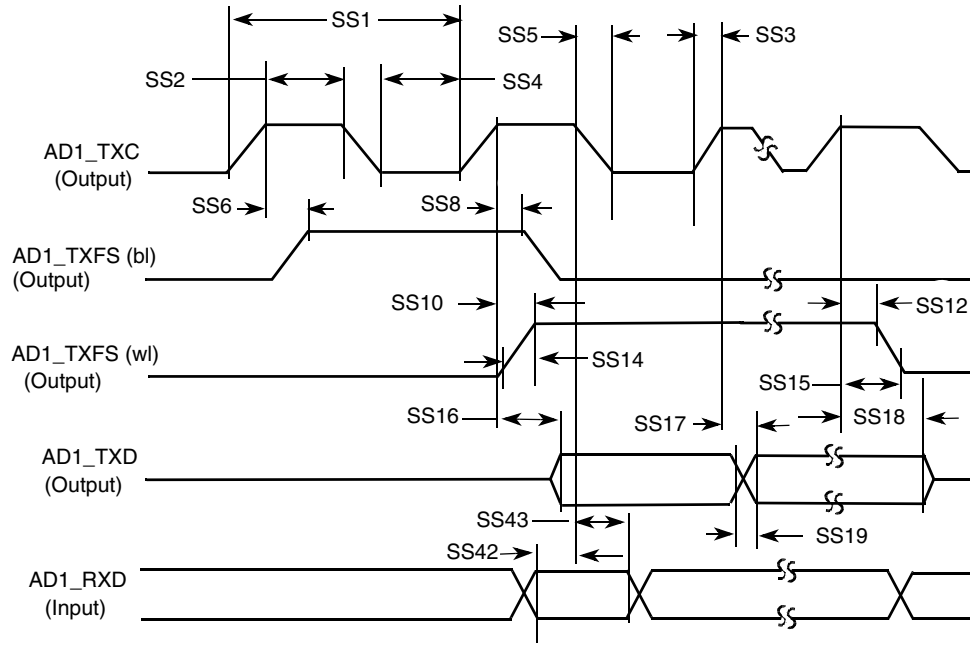 SS1
SS5
SS3
SS2
SS4
AD1_TXC
(Output)
SS6
SS8
AD1_TXFS (bl)
(Output)
SS10
SS12
AD1_TXFS (wl)
(Output)
SS14
SS15
SS16
SS17
SS18
AD1_TXD
(Output)
SS43
SS19
SS42
AD1_RXD
(Input)